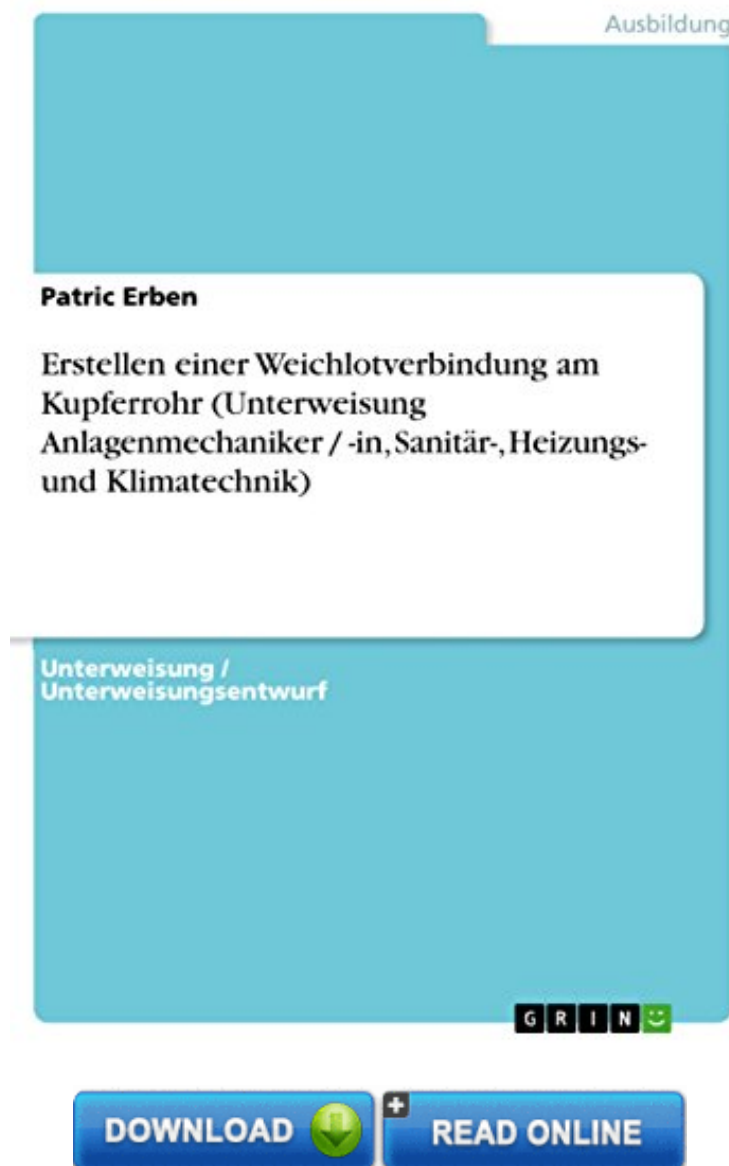 Ausbildung
Patric Erben
Erstellen einer Weichlotverbindung am
Kupferrohr (Unterweisung
Anlagenmechaniker / -in, Sanitär-, Heizungs-
und Klimatechnik)
Unterweisung /
Unterweisungsentwurf
GRIN
DOWNLOAD
READ ONLINE